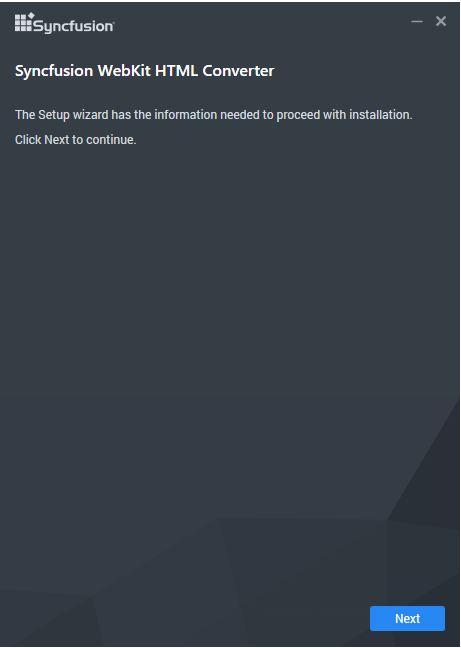 Syncfusion
Syncfusion WebKit HTML Converter
The Setup wizard has the information needed to proceed with installation.
Click Next to continue.
Next